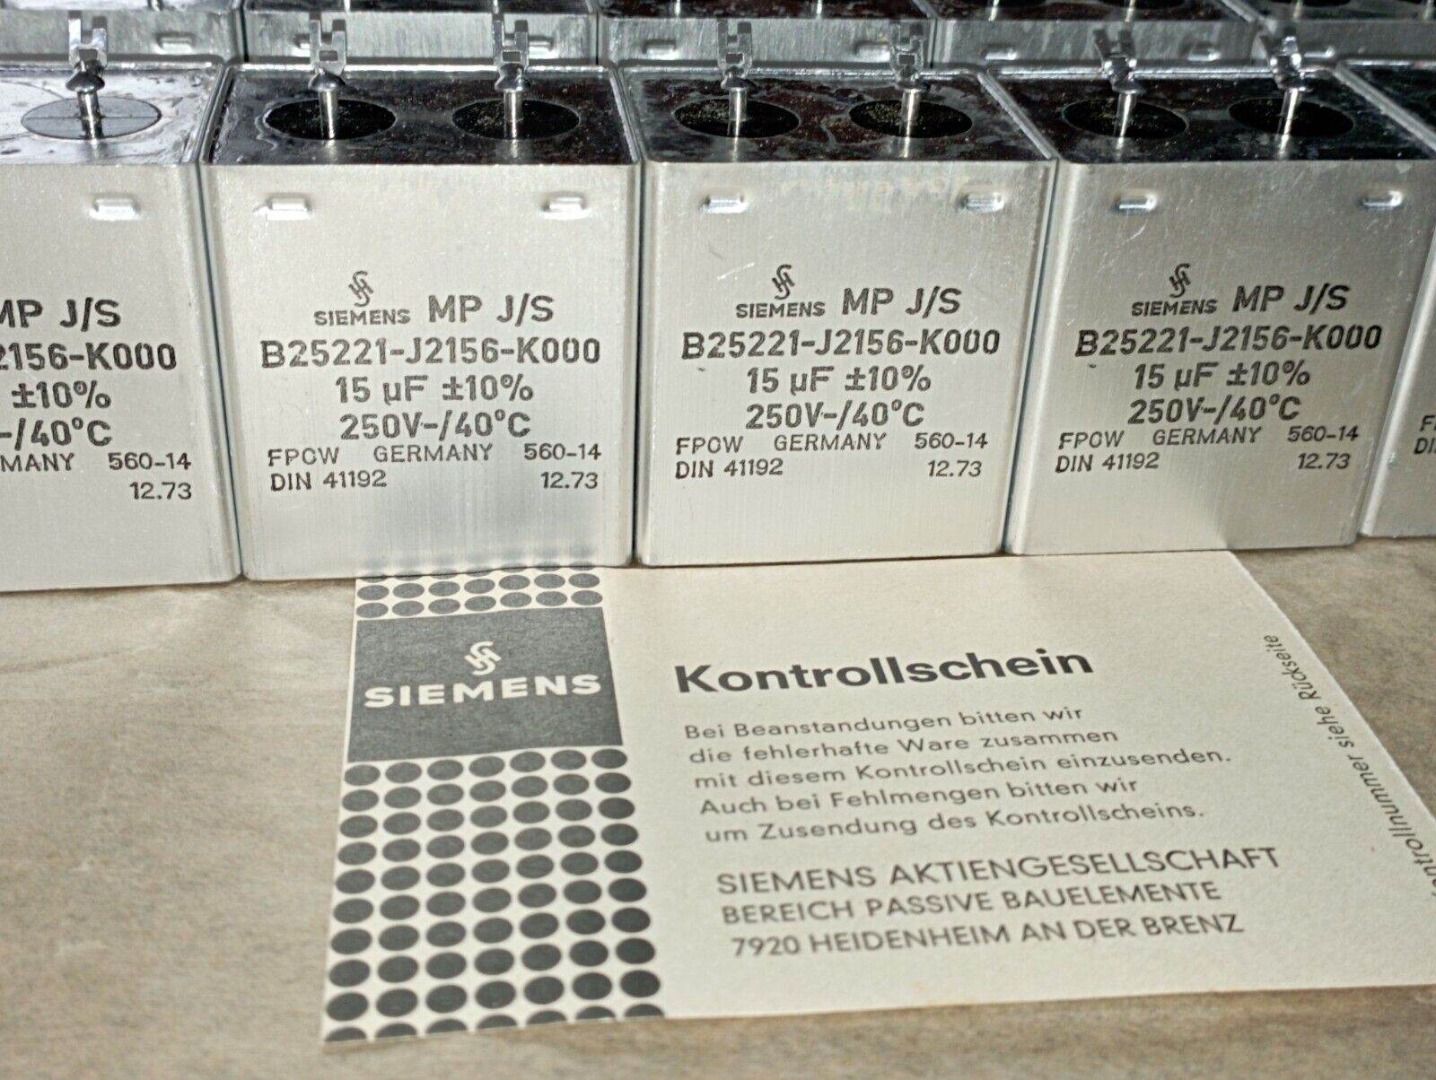 MP J/S
2156-K000
±10%
-/40°C
MANY 560-14
12.73
SIEMENS MP J/S
B25221-J2156-K000
15 µF ±10%
250V-/40°C
FPCW GERMANY 560-14
DIN 41192 12.73
SIEMENS MP J/S
B25221-J2156-K000
15 µF ±10%
250V-/40°C
FPCW GERMANY 560-14
DIN 41192 12.73
SIEMENS MP J/S
B25221-J2156-K000
15 µF ±10%
250V-/40°C
FPCW GERMANY 560-14
DIN 41192 12.73
SIEMENS
Kontrollschein
Bei Beanstandungen bitten wir
die fehlerhafte Ware zusammen
mit diesem Kontrollschein einzusenden.
Auch bei Fehlmengen bitten wir
um Zusendung des Kontrollscheins.
SIEMENS AKTIENGESELLSCHAFT
BEREICH PASSIVE BAUELEMENTE
7920 HEIDENHEIM AN DER BRENZ
ontrollnummer siehe Rückseite